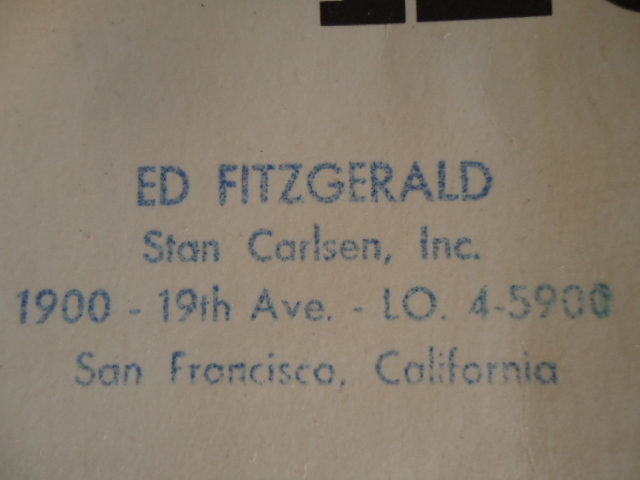 ED FITZGERALD
Stan Carlsen, Inc.
1900 - 19th Ave. - LO. 4-5900
San Francisco, California